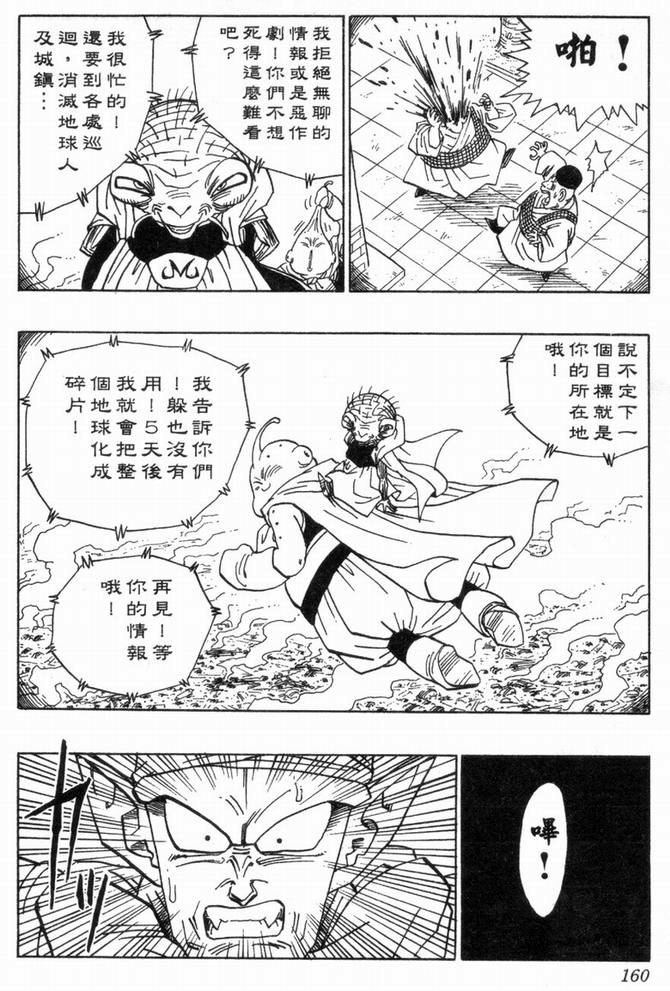 啪！
我拒絕無聊的
情報或是惡作
劇！你們不想
死得這麼難看
吧？
我很忙的！
還要到各處巡
迴，消滅地球人
及城鎮…
說不定下一
個目標就是
你的所在地
哦！
我告訴你們
！躲也沒有
用！5天後
我就會把整
個地球化成
碎片！
再見！等
你的情報
哦！
嗶！
160